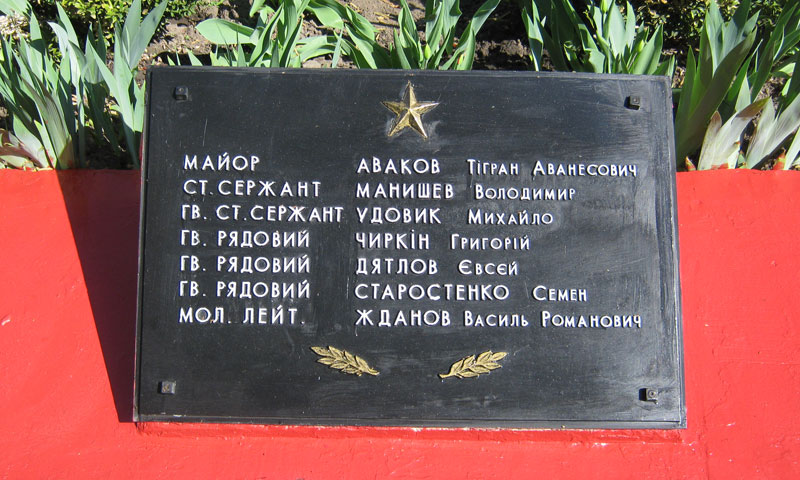 МАЙОР АВАКОВ ТІГРАН АВАНЕСОВИЧ
СТ. СЕРЖАНТ МАНИШЕВ ВОЛОДИМИР
ГВ. СТ. СЕРЖАНТ УДОВИК МИХАЙЛО
ГВ. РЯДОВИЙ ЧИРКІН ГРИГОРІЙ
ГВ. РЯДОВИЙ ДЯТЛОВ ЄВСЄЙ
ГВ. РЯДОВИЙ СТАРОСТЕНКО СЕМЕН
МОЛ. ЛЕЙТ. ЖДАНОВ ВАСИЛЬ РОМАНОВИЧ